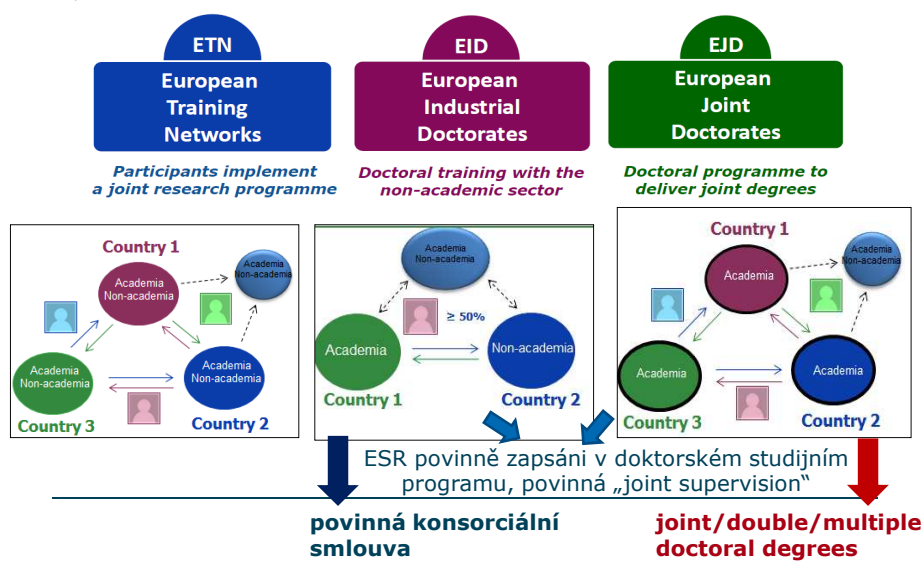 ETN
European
Training
Networks
EID
European
Industrial
Doctorates
EJD
European
Joint
Doctorates
Participants implement
a joint research programme
Doctoral training with the
non-academic sector
Doctoral programme to
deliver joint degrees
Country 1
Academia
Non-academia
Academia
Non-academia
Academia
Non-academia
Academia
Non-academia
Country 3
Country 2
Academia
Non-academia
≥ 50%
Academia
Non-academia
Country 1
Country 2
Country 1
Academia
Academia
Non-academia
Academia
Academia
Country 3
Country 2
ESR povinně zapsáni v doktorském studijním
programu, povinná „joint supervision“
povinná konsorciální
smlouva
joint/double/multiple
doctoral degrees